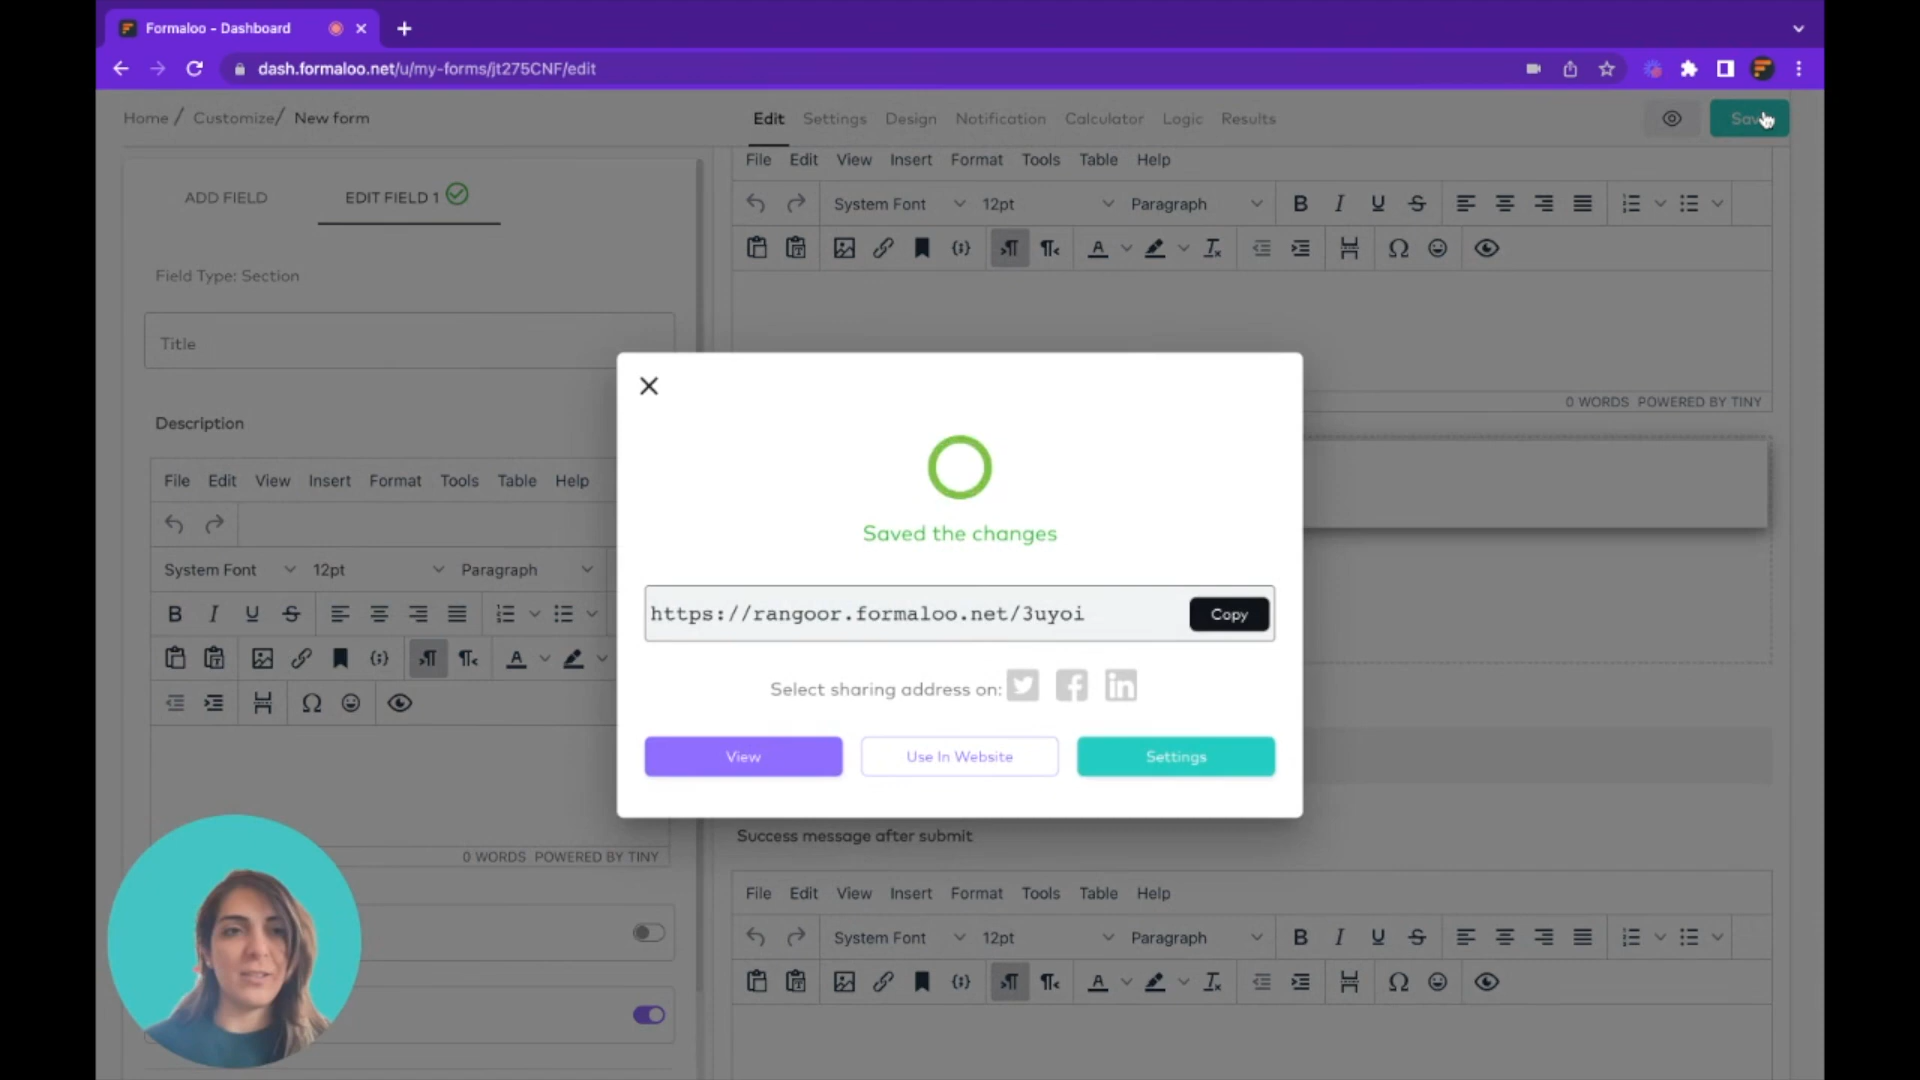 Formaloo - Dashboard
dash.formaloo.net/u/my-forms/jt275CNF/edit
Home / Customize/ New form
Edit Settings Design Notification Calculator Logic Results
ADD FIELD EDIT FIELD 1
Field Type: Section
Title
Description
File Edit View Insert Format Tools Table Help
System Font 12pt Paragraph
0 WORDS POWERED BY TINY
File Edit View Insert Format Tools Table Help
System Font 12pt Paragraph
0 WORDS POWERED BY TINY
Saved the changes
https://rangoor.formaloo.net/3uyoi Copy
Select sharing address on:
View Use In Website Settings
Success message after submit
File Edit View Insert Format Tools Table Help
System Font 12pt Paragraph